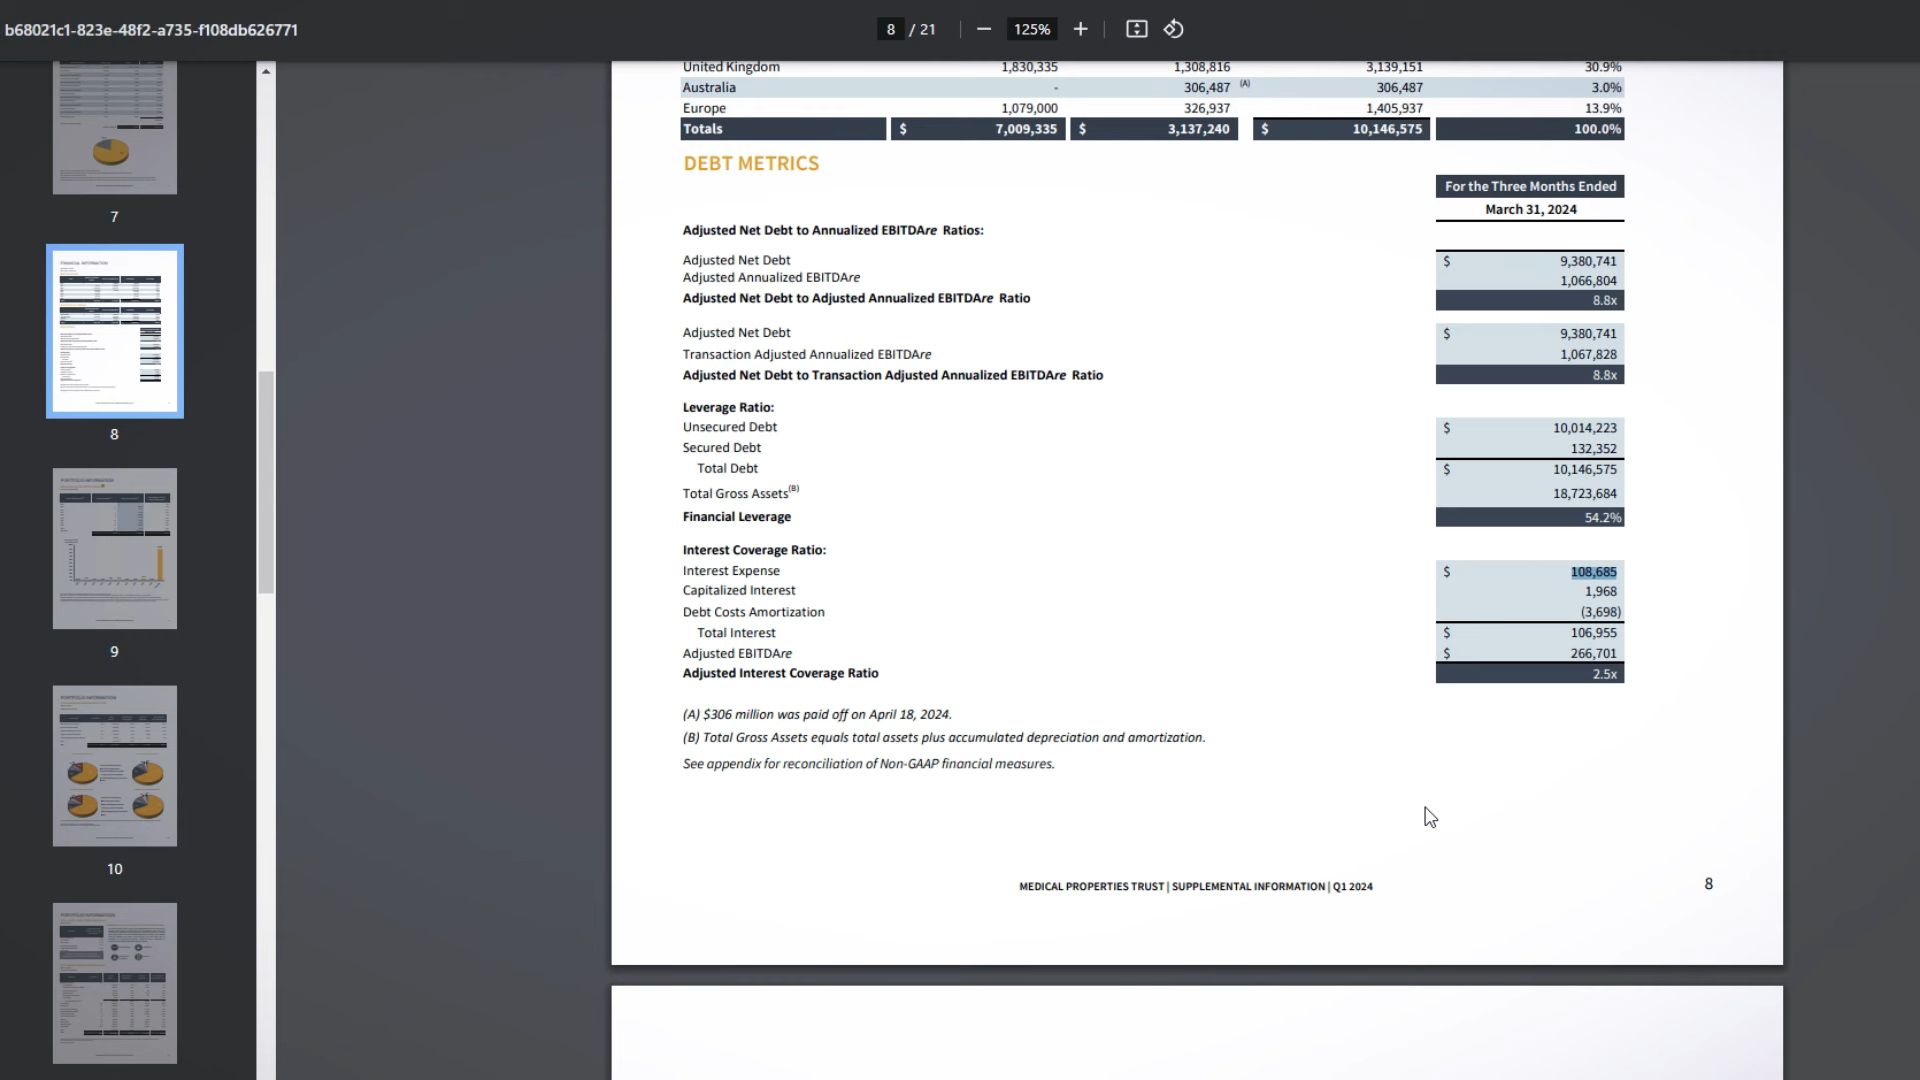 b68021c1-823e-48f2-a735-f108db626771
8 / 21
125%
United Kingdom 1,830,335 1,308,816 3,139,151 30.9%
Australia - 306,487 (A) 306,487 3.0%
Europe 1,079,000 326,937 1,405,937 13.9%
Totals $ 7,009,335 $ 3,137,240 $ 10,146,575 100.0%
DEBT METRICS
For the Three Months Ended
March 31, 2024
Adjusted Net Debt to Annualized EBITDAre Ratios:
Adjusted Net Debt $ 9,380,741
Adjusted Annualized EBITDAre 1,066,804
Adjusted Net Debt to Adjusted Annualized EBITDAre Ratio 8.8x
Adjusted Net Debt $ 9,380,741
Transaction Adjusted Annualized EBITDAre 1,067,828
Adjusted Net Debt to Transaction Adjusted Annualized EBITDAre Ratio 8.8x
Leverage Ratio:
Unsecured Debt $ 10,014,223
Secured Debt 132,352
Total Debt $ 10,146,575
Total Gross Assets(B) 18,723,684
Financial Leverage 54.2%
Interest Coverage Ratio:
Interest Expense $ 108,685
Capitalized Interest 1,968
Debt Costs Amortization (3,698)
Total Interest $ 106,955
Adjusted EBITDAre $ 266,701
Adjusted Interest Coverage Ratio 2.5x
(A) $306 million was paid off on April 18, 2024.
(B) Total Gross Assets equals total assets plus accumulated depreciation and amortization.
See appendix for reconciliation of Non-GAAP financial measures.
MEDICAL PROPERTIES TRUST | SUPPLEMENTAL INFORMATION | Q1 2024
8
7
8
9
10